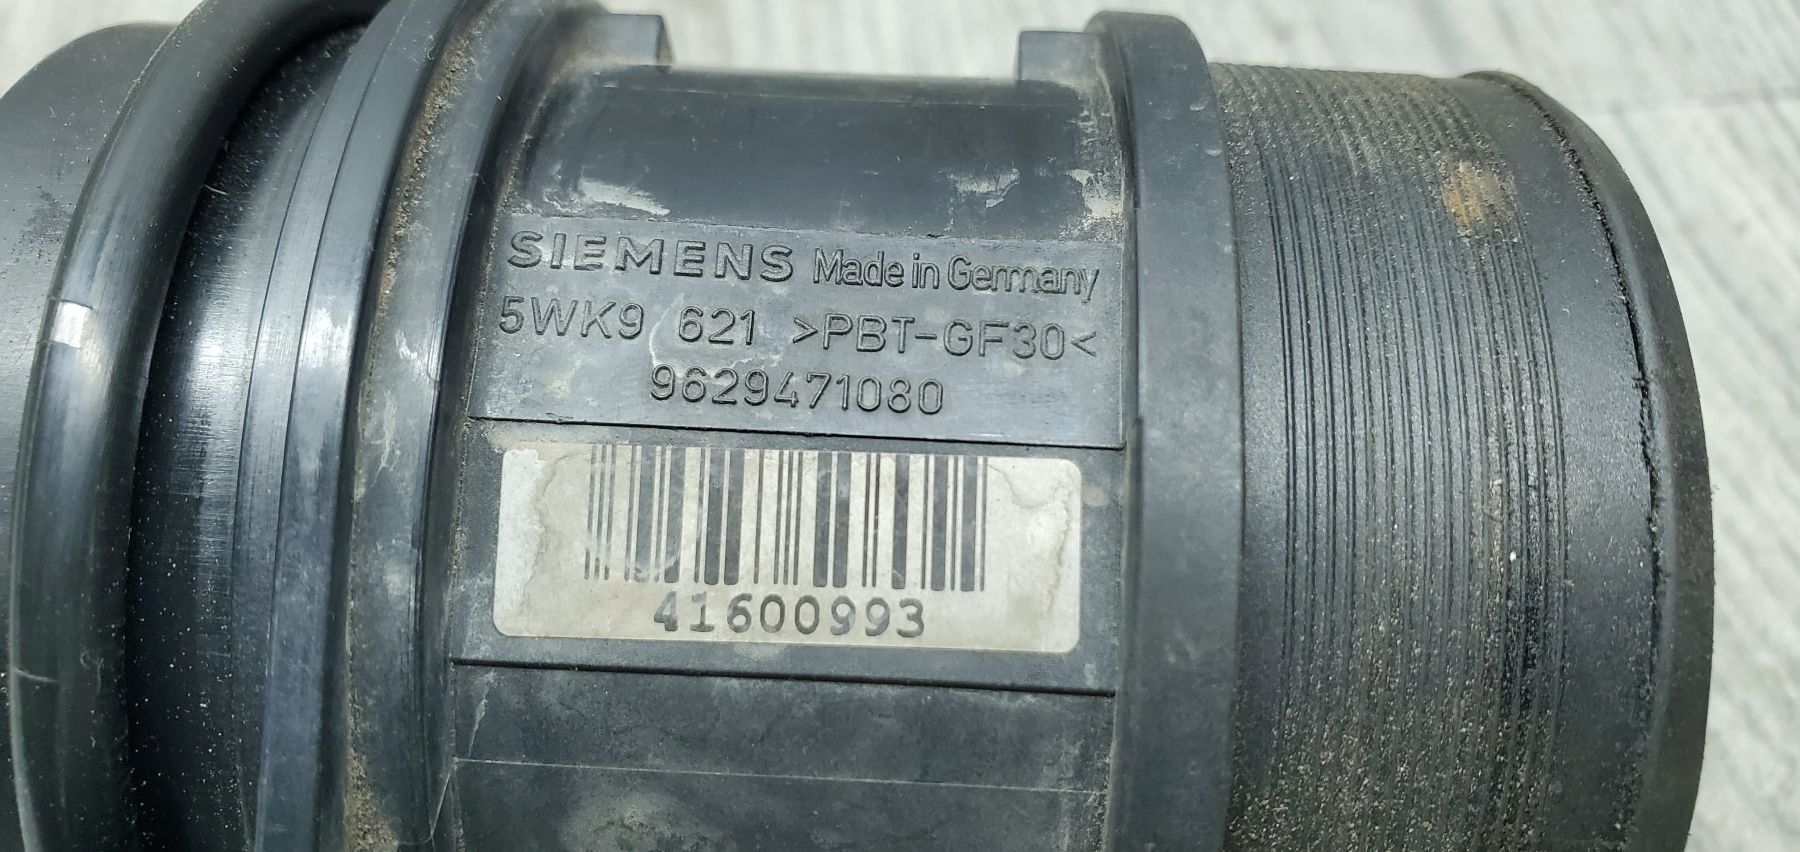 SIEMENS Made in Germany
5WK9 621 >PBT-GF30<
9629471080
41600993